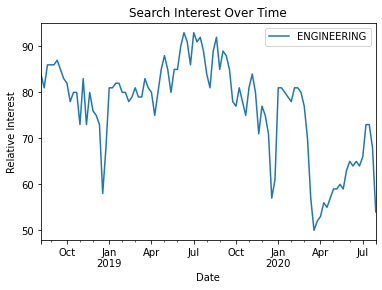 Search Interest Over Time
ENGINEERING
Relative Interest
90
80
70
60
50
Oct Jan Apr Jul Oct Jan Apr Jul
2019 2020
Date